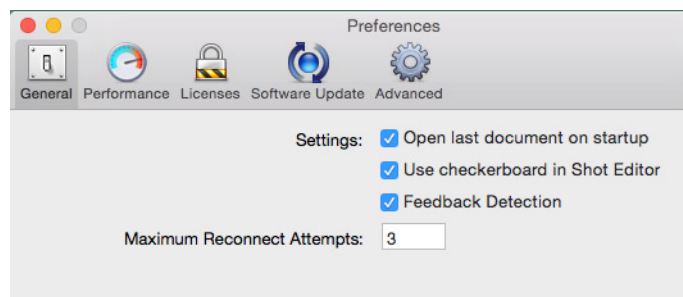 Preferences
General Performance Licenses Software Update Advanced
Settings: Open last document on startup
Use checkerboard in Shot Editor
Feedback Detection
Maximum Reconnect Attempts: 3